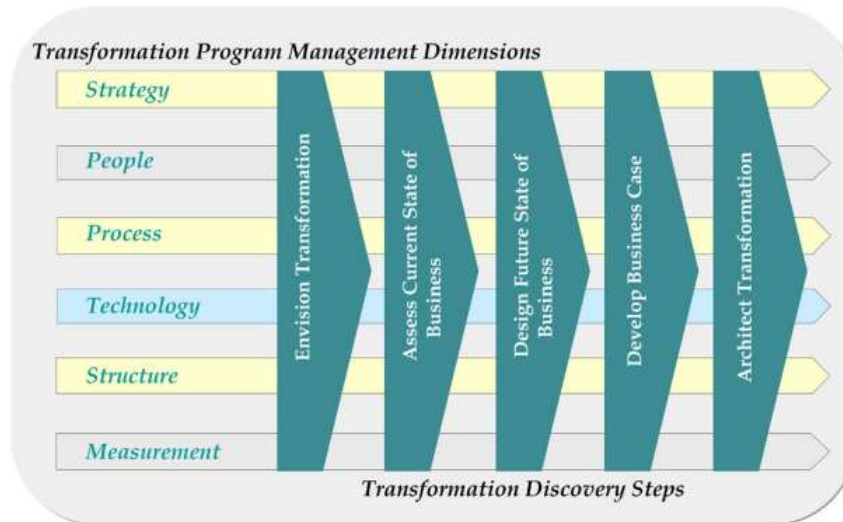 Transformation Program Management Dimensions
Strategy
People
Process
Technology
Structure
Measurement
Envision Transformation
Assess Current State of
Business
Design Future State of
Business
Develop Business Case
Architect Transformation
Transformation Discovery Steps